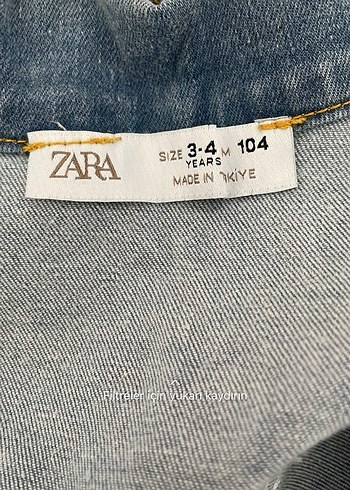 ZARA
SIZE 3-4 M 104
YEARS
MADE IN
Filtreler için yukarı kaydırın